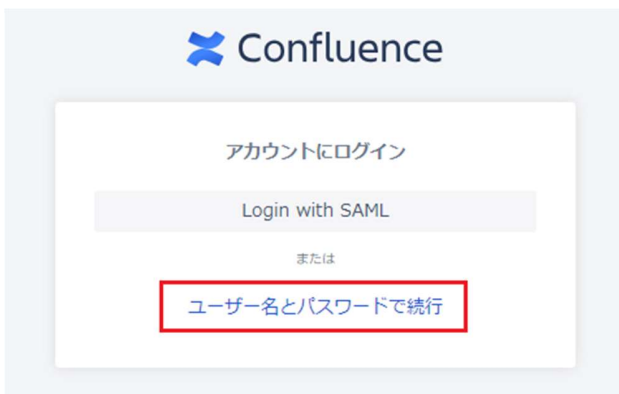 Confluence
アカウントにログイン
Login with SAML
または
ユーザー名とパスワードで続行